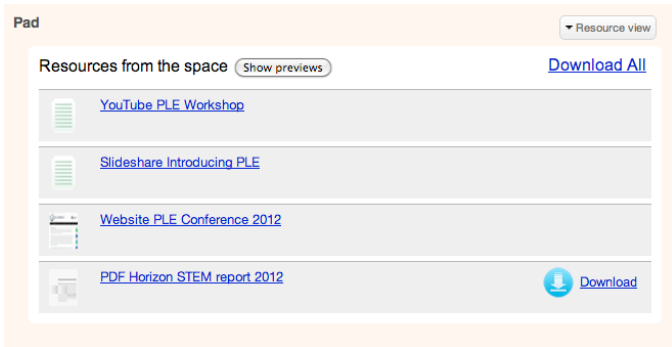 Pad
Resource view
Resources from the space Show previews Download All
YouTube PLE Workshop
Slideshare Introducing PLE
Website PLE Conference 2012
PDF Horizon STEM report 2012
Download